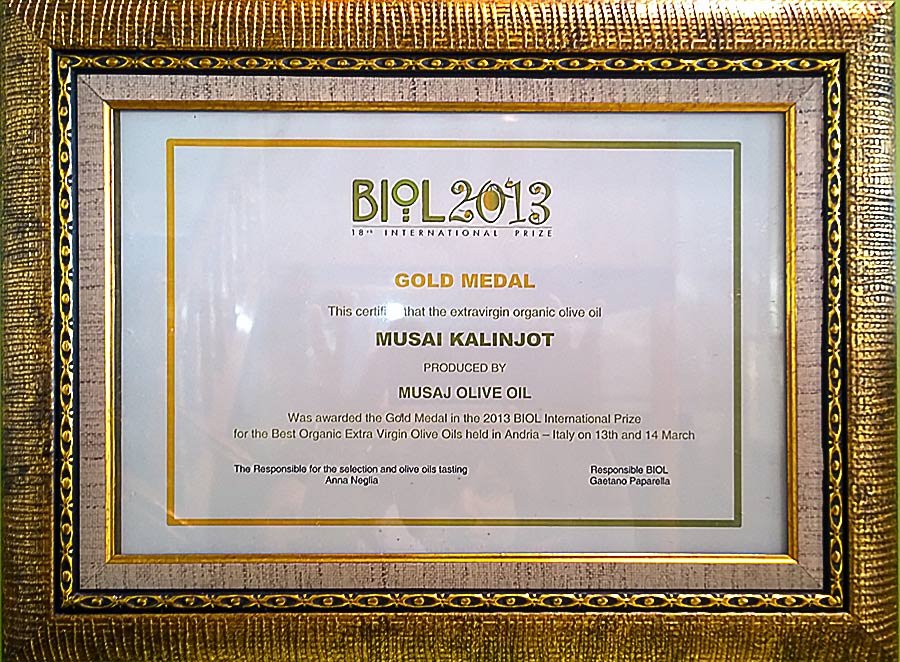 BIOL 2013
18th INTERNATIONAL PRIZE
GOLD MEDAL
This certifi that the extravirgin organic olive oil
MUSAI KALINJOT
PRODUCED BY
MUSAJ OLIVE OIL
Was awarded the Gold Medal in the 2013 BIOL International Prize
for the Best Organic Extra Virgin Olive Oils held in Andria – Italy on 13th and 14 March
The Responsible for the selection and olive oils tasting
Anna Neglia
Responsible BIOL
Gaetano Paparella